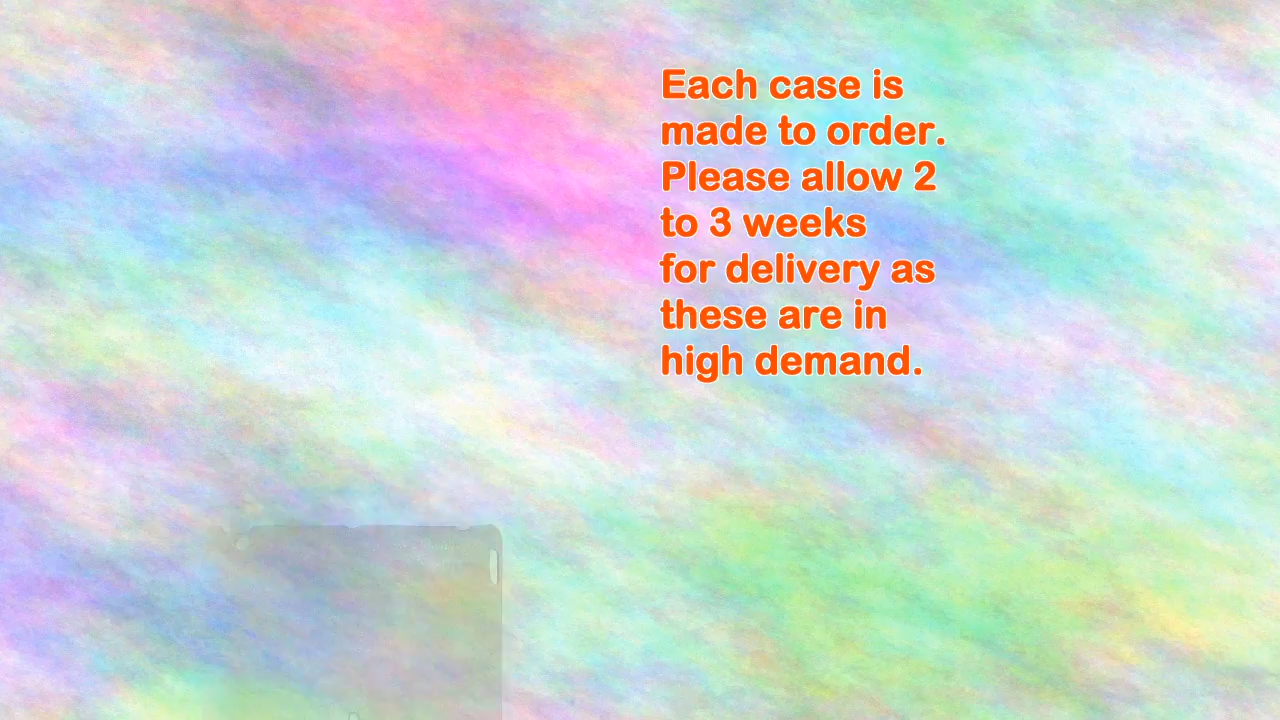 Each case is
made to order.
Please allow 2
to 3 weeks
for delivery as
these are in
high demand.